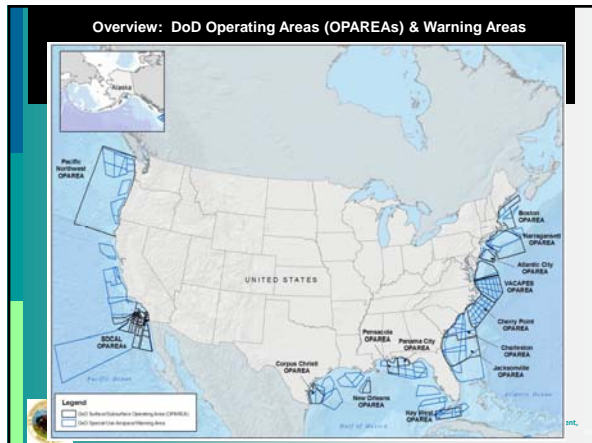 Overview: DoD Operating Areas (OPAREAs) & Warning Areas
Alaska
Pacific
Northwest
OPAREA
Boston
OPAREA
Narragansett
OPAREA
Atlantic City
OPAREA
VACAPES
OPAREA
UNITED STATES
Cherry Point
OPAREA
Charleston
OPAREA
Jacksonville
OPAREA
SOCAL
OPAREAs
Pensacola
OPAREA
Panama City
OPAREA
Corpus Christi
OPAREA
New Orleans
OPAREA
Key West
OPAREA
Pacific Ocean
Atlantic Ocean
Gulf of Mexico
Legend
DoD Surface/Subsurface Operating Area (OPAREA)
DoD Special Use Airspace/Warning Area